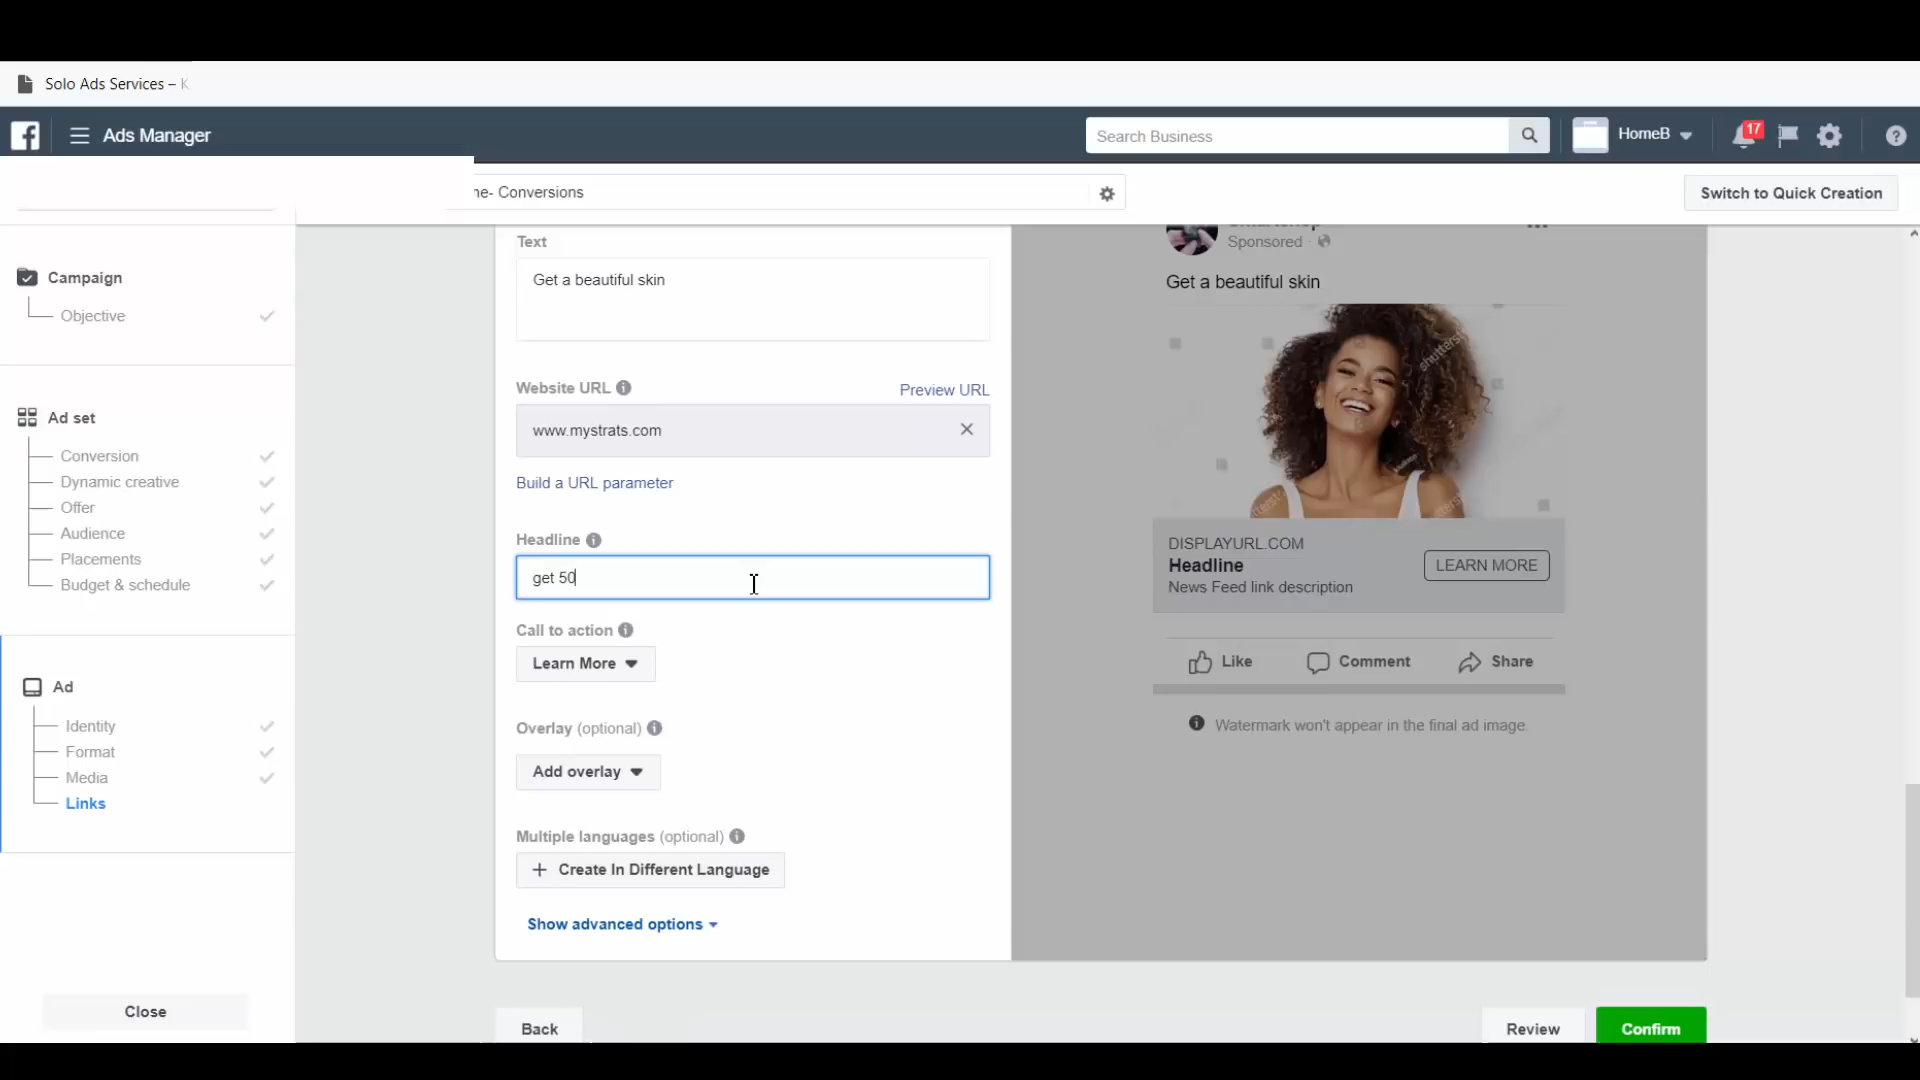 Solo Ads Services – K
Ads Manager
Search Business
HomeB
17
ne- Conversions
Switch to Quick Creation
Campaign
Objective
Ad set
Conversion
Dynamic creative
Offer
Audience
Placements
Budget & schedule
Ad
Identity
Format
Media
Links
Close
Text
Get a beautiful skin
Website URL
Preview URL
www.mystrats.com
Build a URL parameter
Headline
get 50
Call to action
Learn More
Overlay (optional)
Add overlay
Multiple languages (optional)
+ Create In Different Language
Show advanced options
Back
Review
Confirm
Sponsored ·
Get a beautiful skin
DISPLAYURL.COM
Headline
News Feed link description
LEARN MORE
Like
Comment
Share
Watermark won't appear in the final ad image.